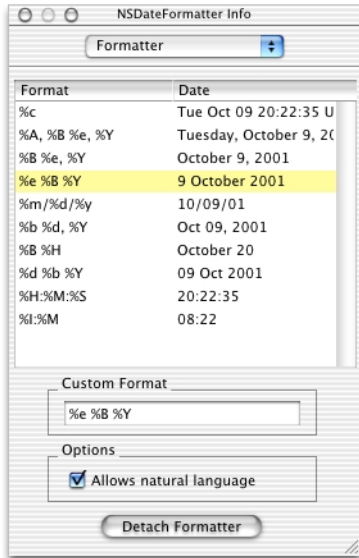 NSDateFormatter Info
Formatter
Format Date
%c Tue Oct 09 20:22:35 U
%A, %B %e, %Y Tuesday, October 9, 20
%B %e, %Y October 9, 2001
%e %B %Y 9 October 2001
%m/%d/%y 10/09/01
%b %d, %Y Oct 09, 2001
%B %H October 20
%d %b %Y 09 Oct 2001
%H:%M:%S 20:22:35
%I:%M 08:22
Custom Format
%e %B %Y
Options
Allows natural language
Detach Formatter